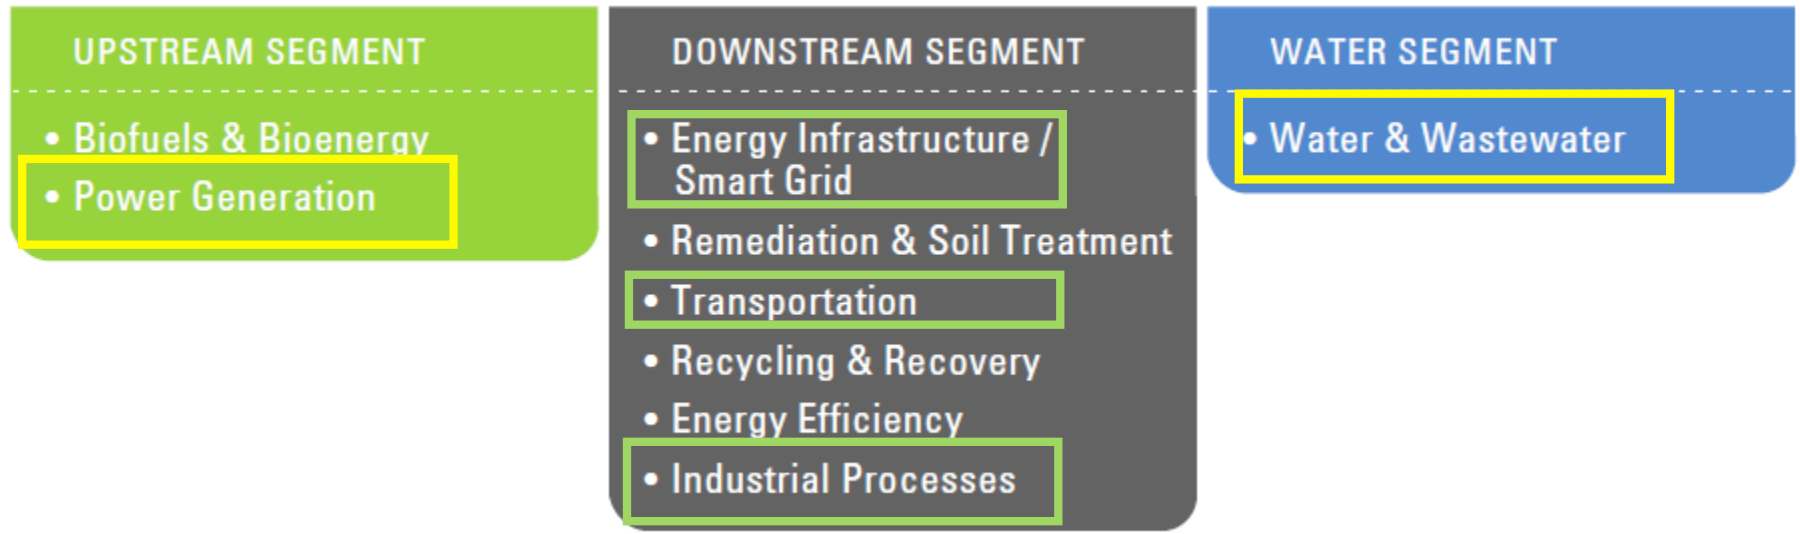 UPSTREAM SEGMENT
• Biofuels & Bioenergy
• Power Generation
DOWNSTREAM SEGMENT
• Energy Infrastructure /
Smart Grid
• Remediation & Soil Treatment
• Transportation
• Recycling & Recovery
• Energy Efficiency
• Industrial Processes
WATER SEGMENT
• Water & Wastewater